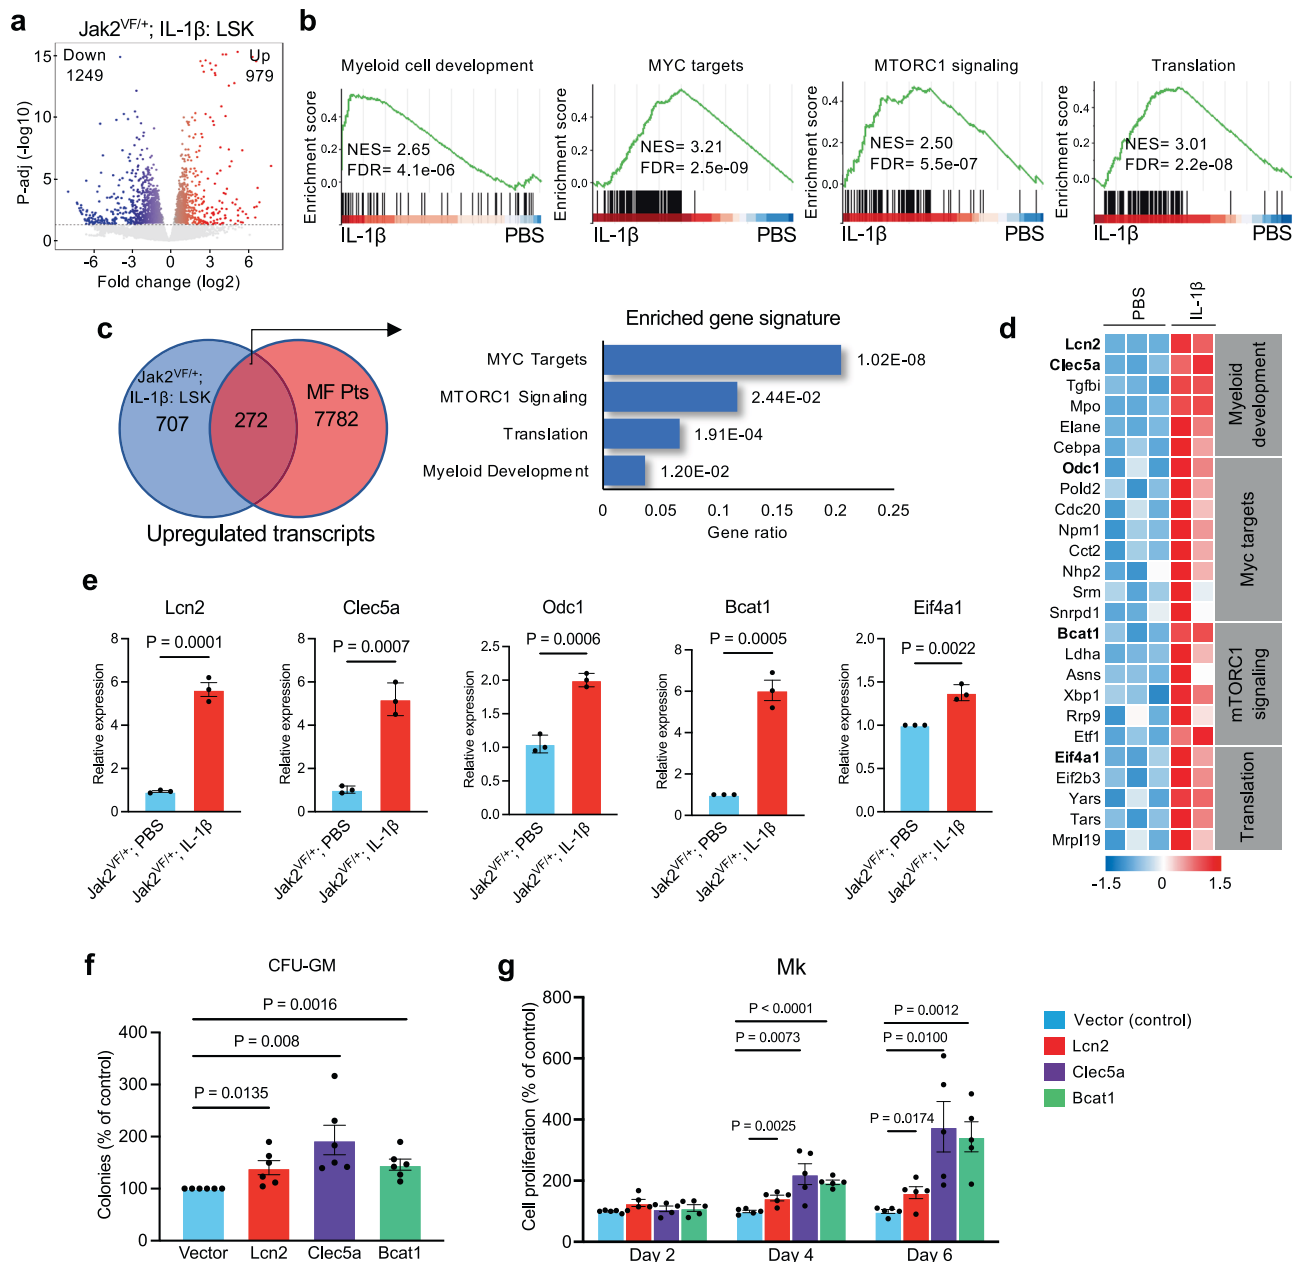 a
Jak2VF/+; IL-1β: LSK
Down
1249
Up
979
15
10
5
0
P-adj (-log10)
-6
-3
0
3
6
Fold change (log2)
b
Myeloid cell development
Enrichment score
0.4
0.2
0.0
NES= 2.65
FDR= 4.1e-06
IL-1β
PBS
MYC targets
Enrichment score
0.4
0.2
0.0
NES= 3.21
FDR= 2.5e-09
IL-1β
PBS
MTORC1 signaling
Enrichment score
0.4
0.2
0.0
NES= 2.50
FDR= 5.5e-07
IL-1β
PBS
Translation
Enrichment score
0.4
0.2
0.0
NES= 3.01
FDR= 2.2e-08
IL-1β
PBS
c
Jak2VF/+;
IL-1β: LSK
707
272
MF Pts
7782
Upregulated transcripts
Enriched gene signature
MYC Targets
1.02E-08
MTORC1 Signaling
2.44E-02
Translation
1.91E-04
Myeloid Development
1.20E-02
0
0.05
0.1
0.15
0.2
0.25
Gene ratio
d
PBS
IL-1β
Lcn2
Clec5a
Tgfbi
Mpo
Elane
Cebpa
Odc1
Pold2
Cdc20
Npm1
Cct2
Nhp2
Srm
Snrpd1
Bcat1
Ldha
Asns
Xbp1
Rrp9
Etf1
Eif4a1
Eif2b3
Yars
Tars
Mrpl19
Myeloid
development
Myc targets
mTORC1
signaling
Translation
-1.5
0
1.5
e
Lcn2
P = 0.0001
Relative expression
8
6
4
2
0
Jak2VF/+; PBS
Jak2VF/+; IL-1β
Clec5a
P = 0.0007
Relative expression
8
6
4
2
0
Jak2VF/+; PBS
Jak2VF/+; IL-1β
Odc1
P = 0.0006
Relative expression
2.5
2.0
1.5
1.0
0.5
0.0
Jak2VF/+; PBS
Jak2VF/+; IL-1β
Bcat1
P = 0.0005
Relative expression
8
6
4
2
0
Jak2VF/+; PBS
Jak2VF/+; IL-1β
Eif4a1
P = 0.0022
Relative expression
2.0
1.5
1.0
0.5
0.0
Jak2VF/+; PBS
Jak2VF/+; IL-1β
f
CFU-GM
P = 0.0016
P = 0.008
P = 0.0135
Colonies (% of control)
400
300
200
100
0
Vector
Lcn2
Clec5a
Bcat1
g
Mk
Cell proliferation (% of control)
800
600
400
200
0
P < 0.0001
P = 0.0073
P = 0.0025
P = 0.0012
P = 0.0100
P = 0.0174
Day 2
Day 4
Day 6
Vector (control)
Lcn2
Clec5a
Bcat1